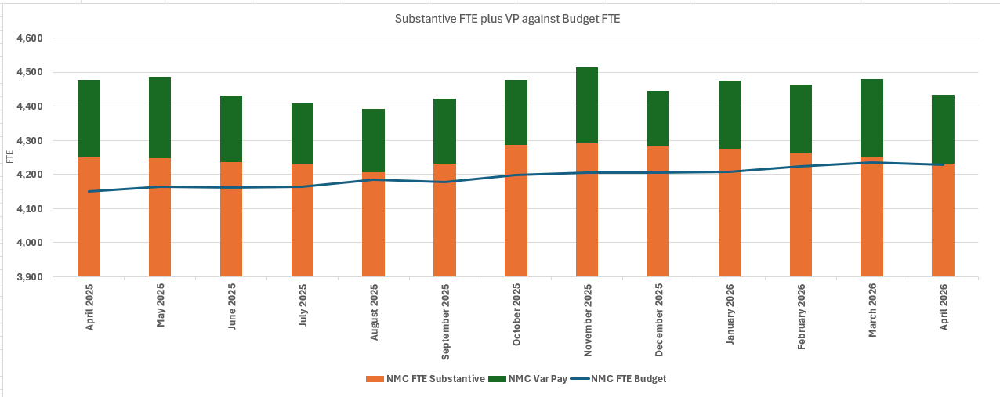 Substantive FTE plus VP against Budget FTE
4,600
4,500
4,400
4,300
4,200
4,100
4,000
3,900
FTE
April 2025
May 2025
June 2025
July 2025
August 2025
September 2025
October 2025
November 2025
December 2025
January 2026
February 2026
March 2026
April 2026
NMC FTE Substantive NMC Var Pay NMC FTE Budget